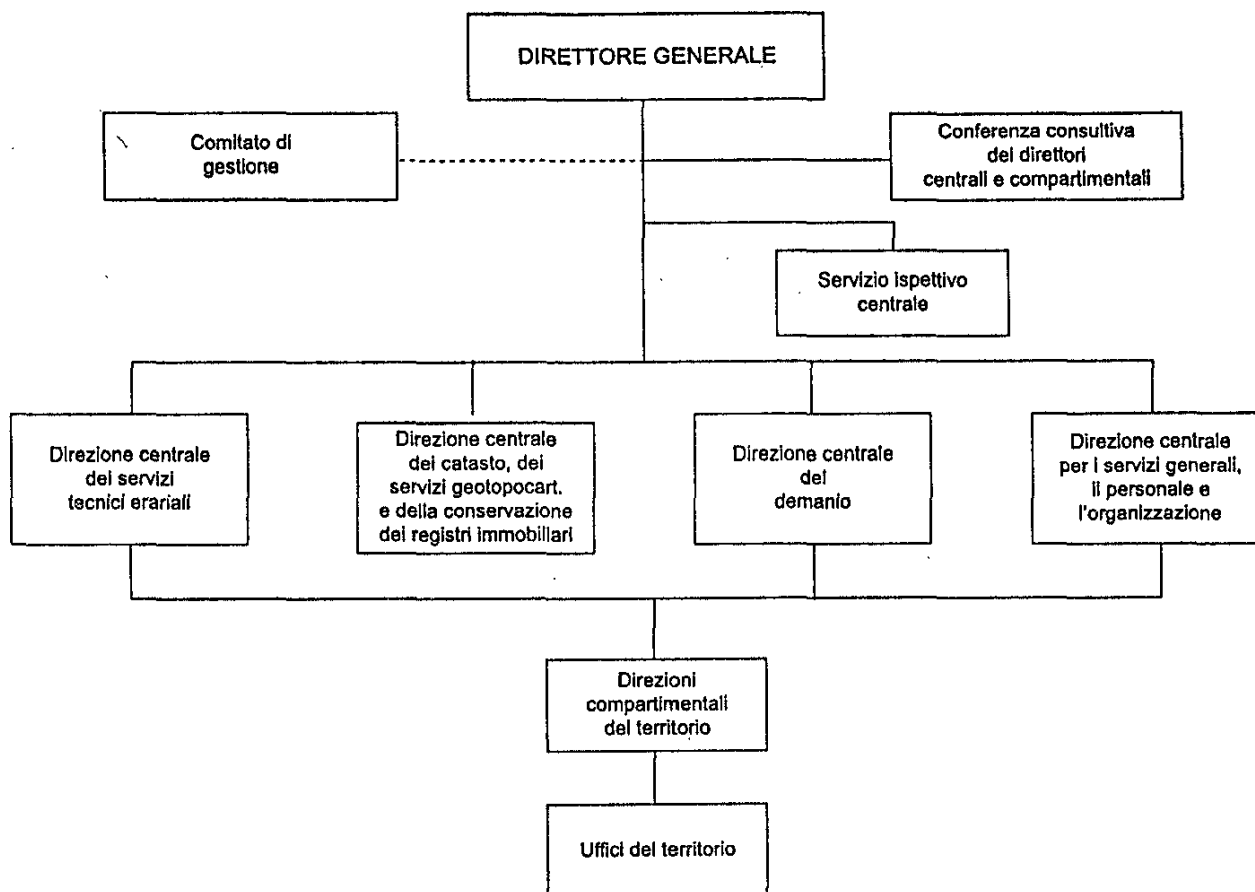 DIRETTORE GENERALE
Comitato di
gestione
Conferenza consultiva
dei direttori
centrali e compartimentali
Servizio ispettivo
centrale
Direzione centrale
dei servizi
tecnici erariali
Direzione centrale
del catasto, dei
servizi geotopocart.
e della conservazione
dei registri immobiliari
Direzione centrale
del
demanio
Direzione centrale
per i servizi generali,
il personale e
l'organizzazione
Direzioni
compartimentali
del territorio
Uffici del territorio